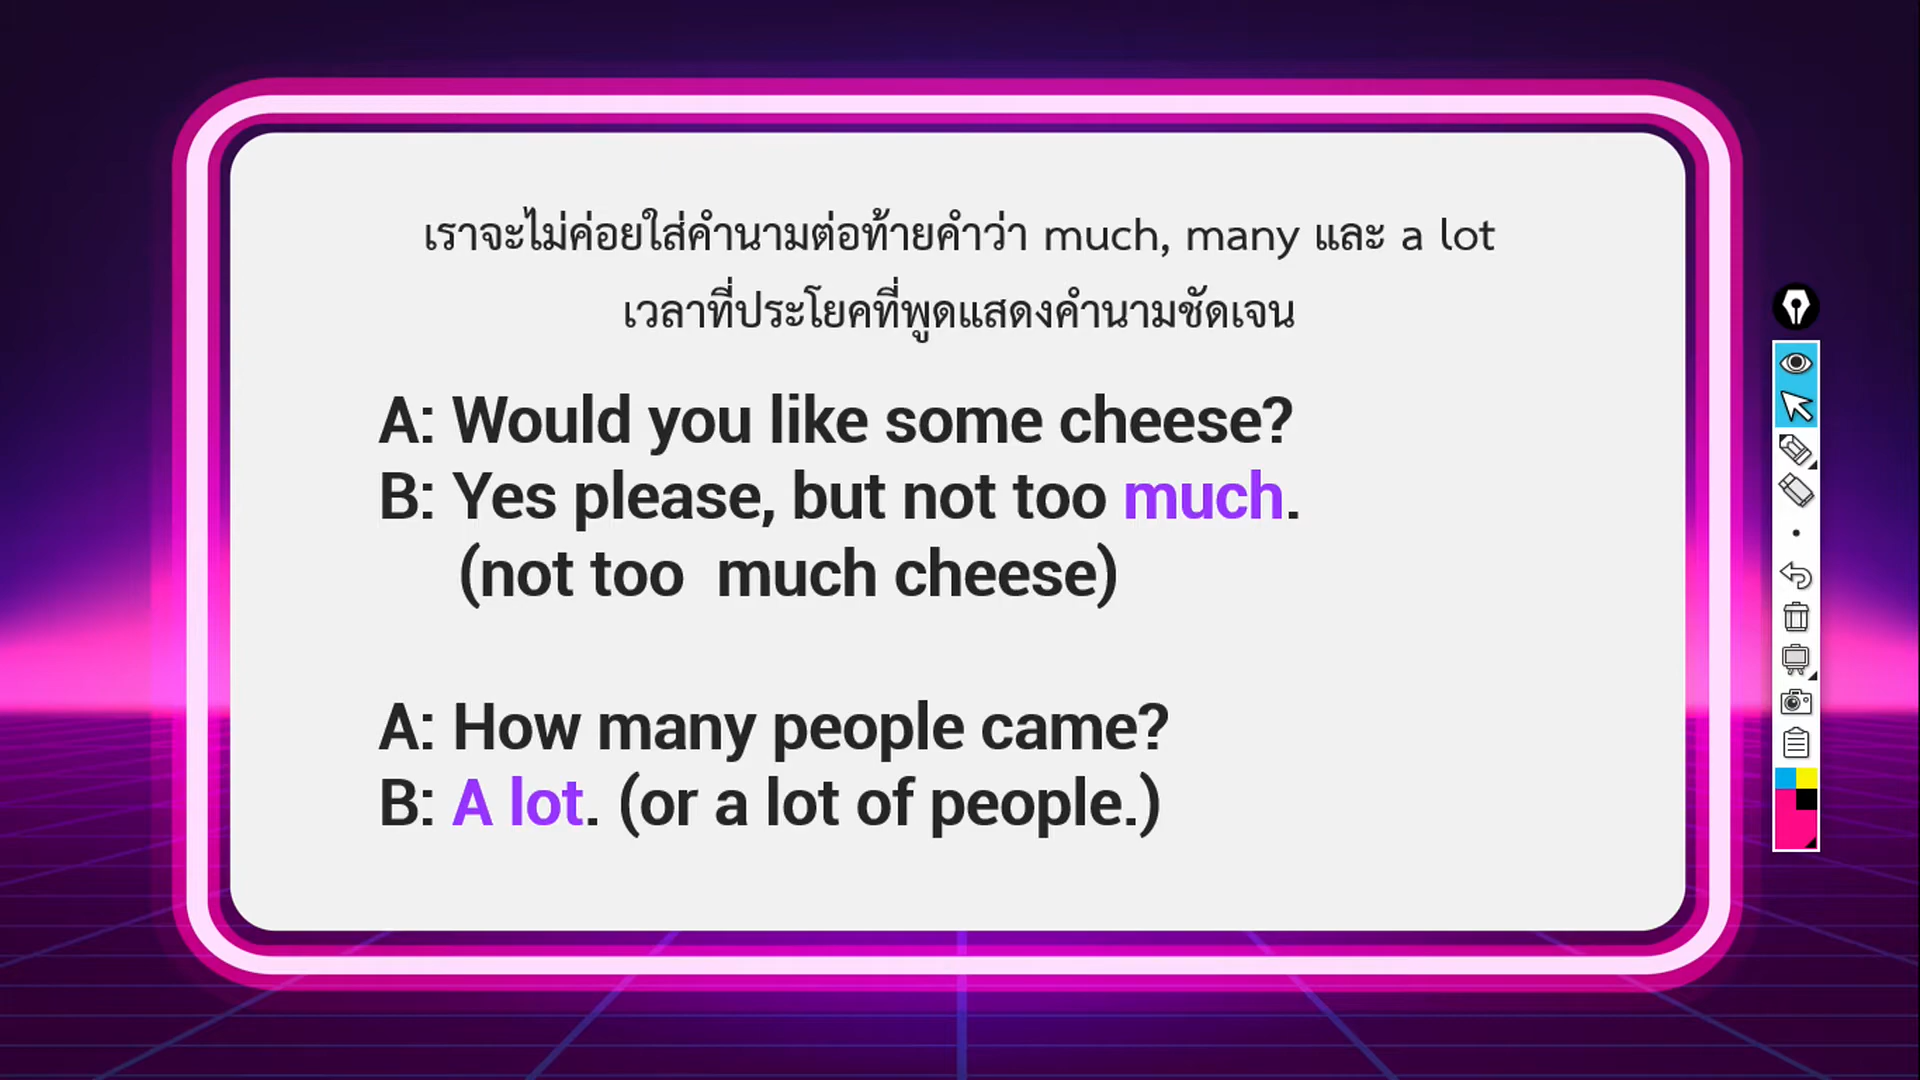 เราจะไม่ค่อยใส่คำนามต่อท้ายคำว่า much, many และ a lot
เวลาที่ประโยคที่พูดแสดงคำนามชัดเจน
A: Would you like some cheese?
B: Yes please, but not too much.
(not too  much cheese)
A: How many people came?
B: A lot. (or a lot of people.)